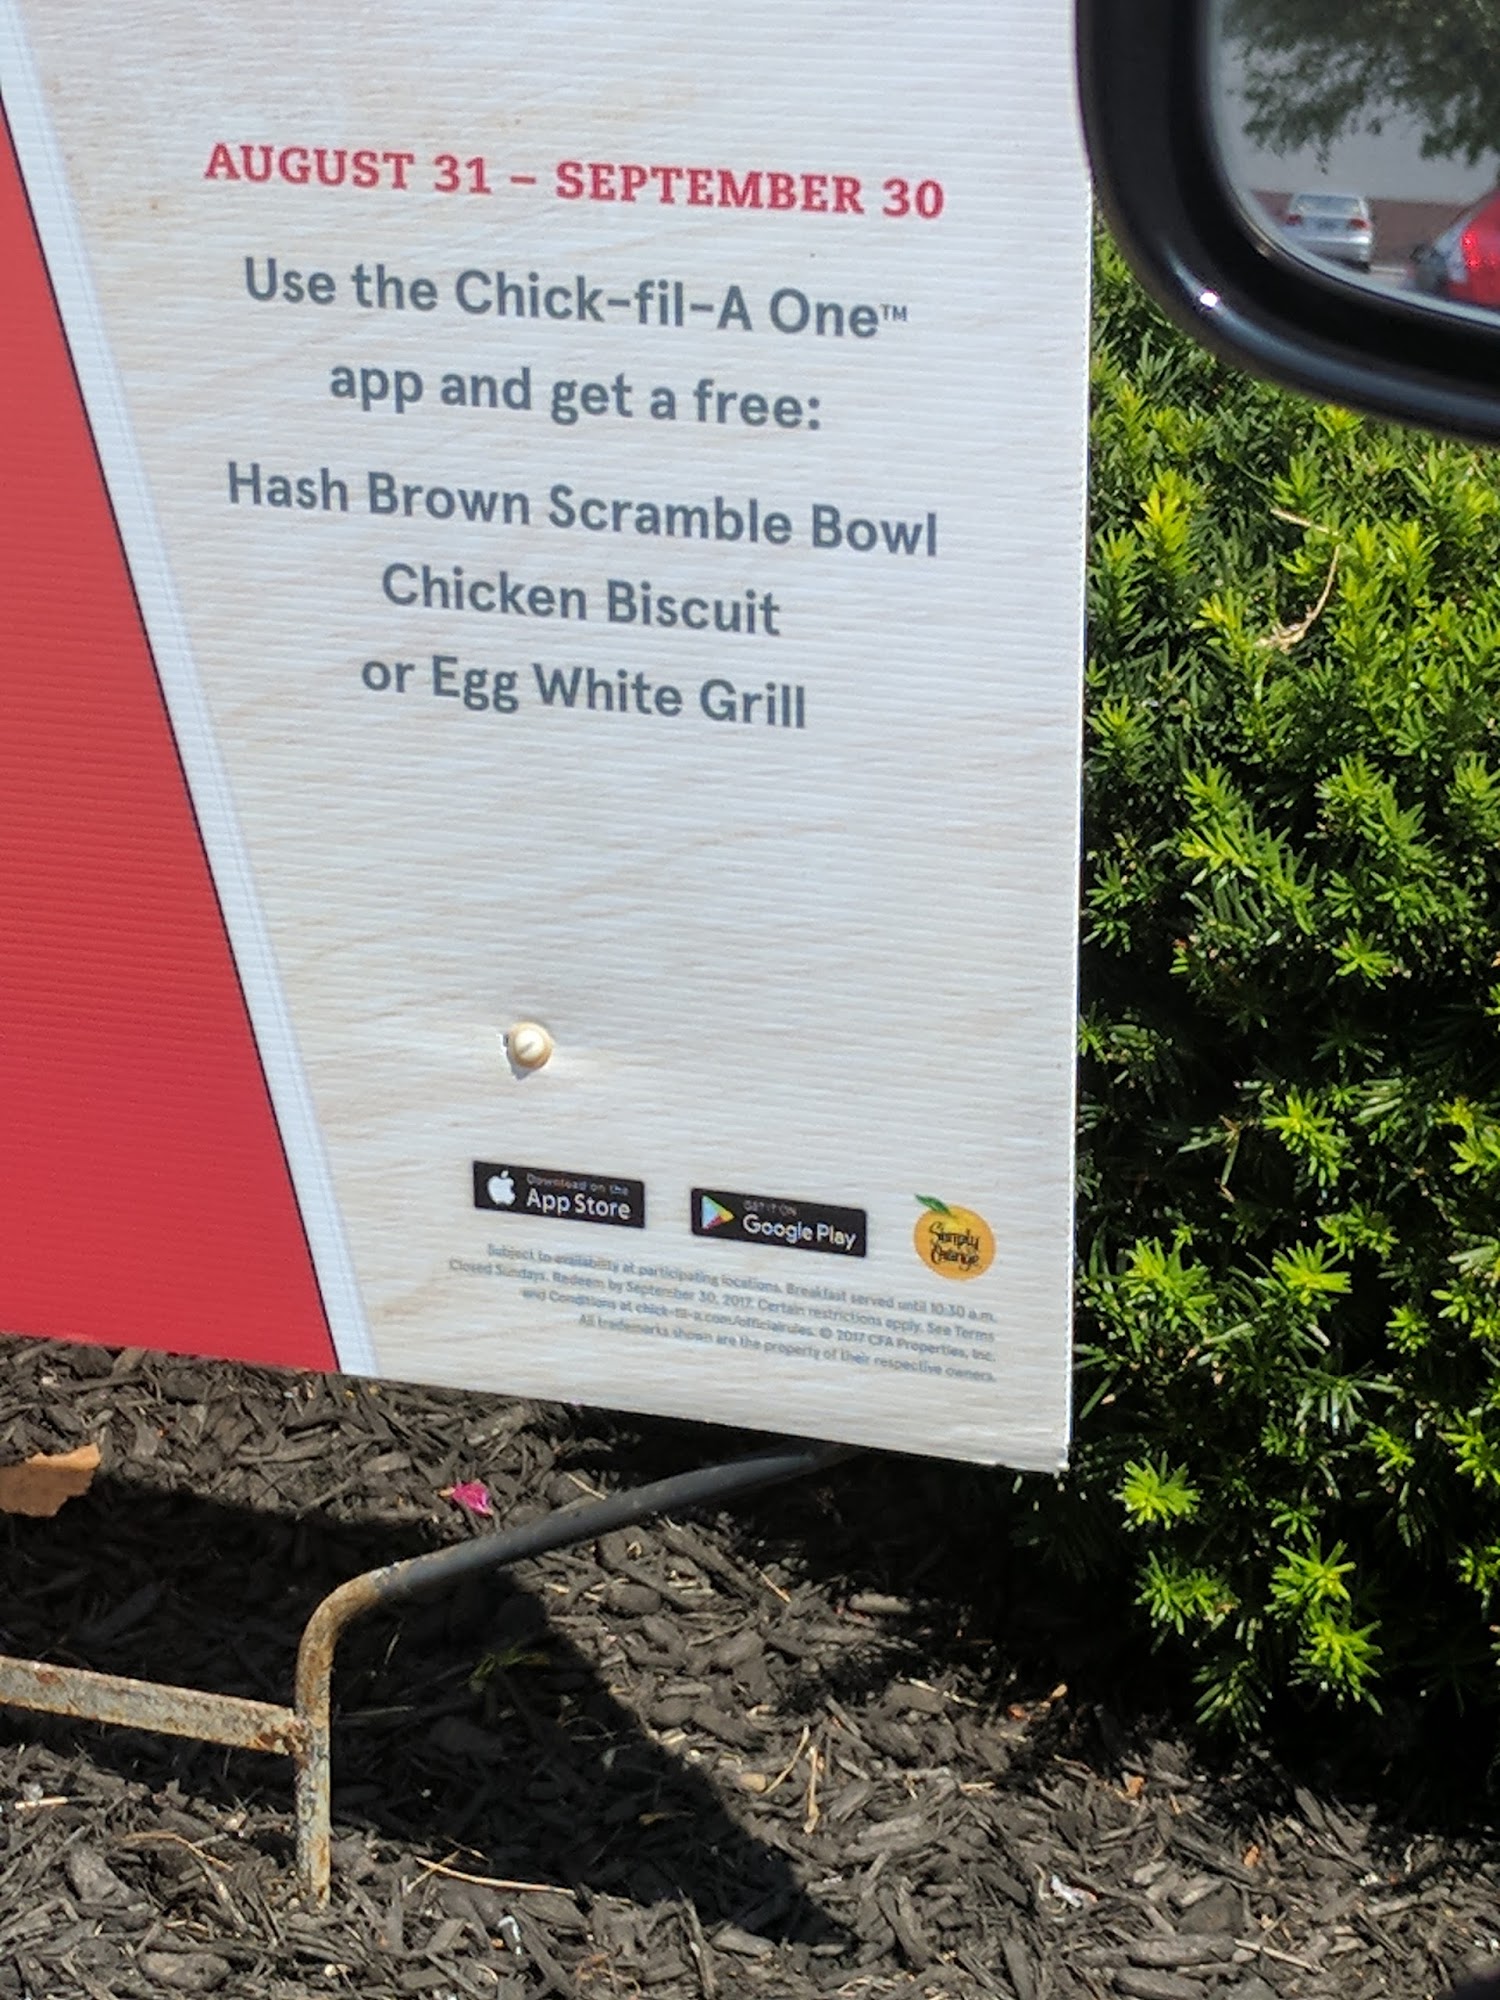 AUGUST 31 – SEPTEMBER 30
Use the Chick-fil-A One™
app and get a free:
Hash Brown Scramble Bowl
Chicken Biscuit
or Egg White Grill
Download on the
App Store
GET IT ON
Google Play
Simply
Orange
Subject to availability at participating locations. Breakfast served until 10:30 a.m.
Closed Sundays. Redeem by September 30, 2017. Certain restrictions apply. See Terms
and Conditions at chick-fil-a.com/officialrules. © 2017 CFA Properties, Inc.
All trademarks shown are the property of their respective owners.